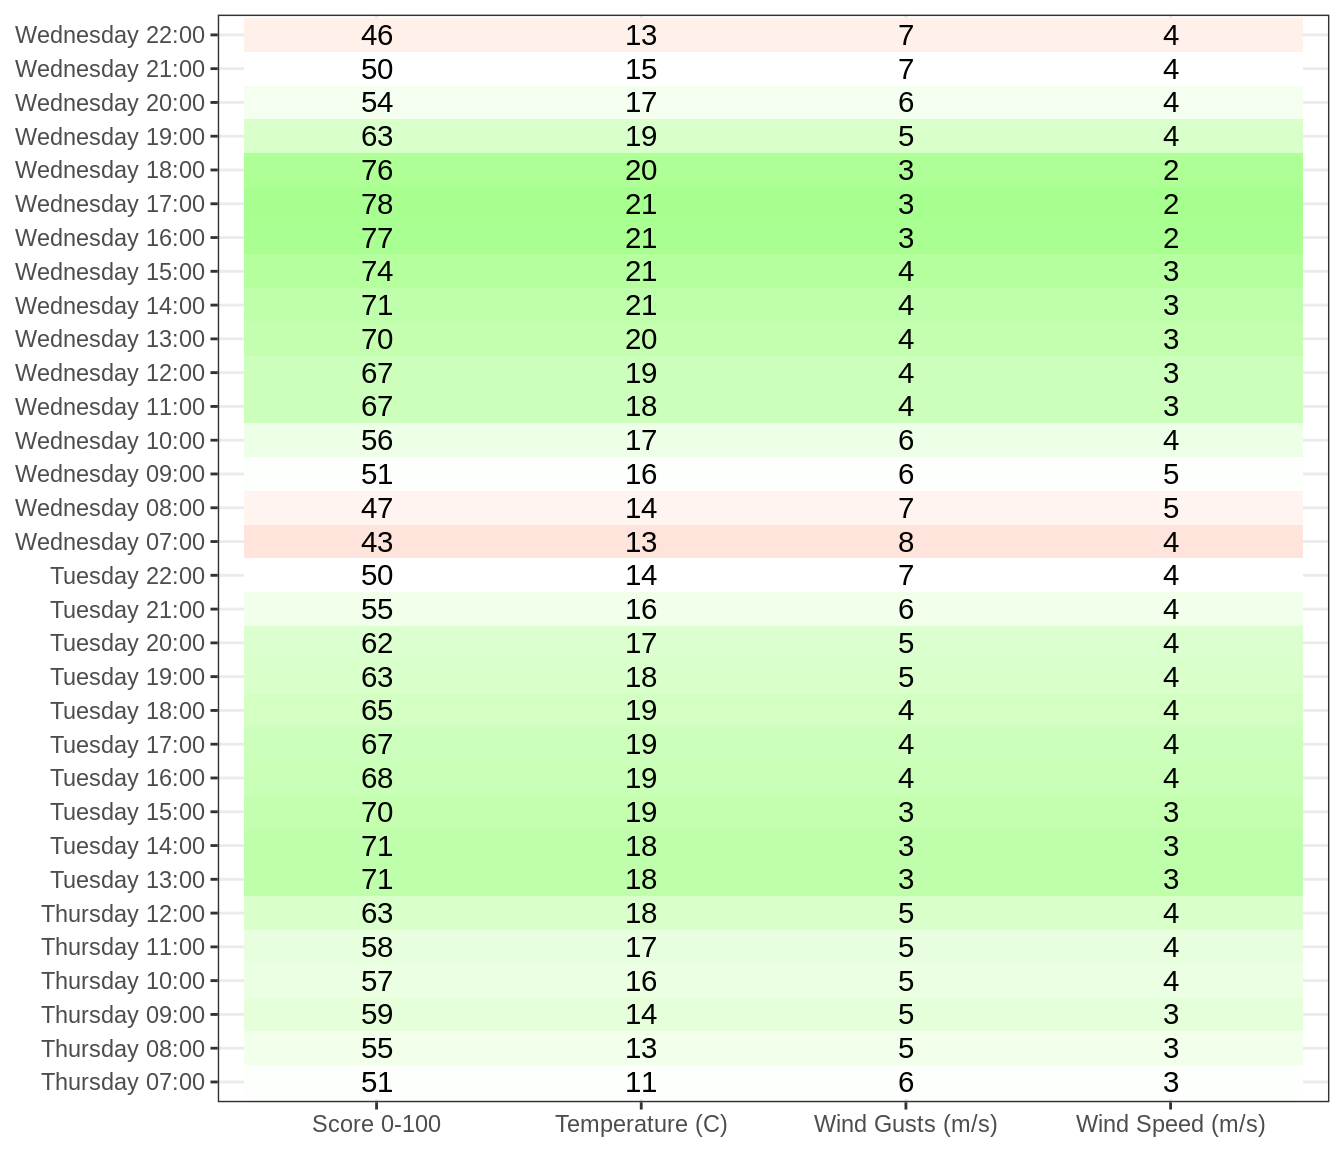 Wednesday 22:00 46 13 7 4
Wednesday 21:00 50 15 7 4
Wednesday 20:00 54 17 6 4
Wednesday 19:00 63 19 5 4
Wednesday 18:00 76 20 3 2
Wednesday 17:00 78 21 3 2
Wednesday 16:00 77 21 3 2
Wednesday 15:00 74 21 4 3
Wednesday 14:00 71 21 4 3
Wednesday 13:00 70 20 4 3
Wednesday 12:00 67 19 4 3
Wednesday 11:00 67 18 4 3
Wednesday 10:00 56 17 6 4
Wednesday 09:00 51 16 6 5
Wednesday 08:00 47 14 7 5
Wednesday 07:00 43 13 8 4
Tuesday 22:00 50 14 7 4
Tuesday 21:00 55 16 6 4
Tuesday 20:00 62 17 5 4
Tuesday 19:00 63 18 5 4
Tuesday 18:00 65 19 4 4
Tuesday 17:00 67 19 4 4
Tuesday 16:00 68 19 4 4
Tuesday 15:00 70 19 3 3
Tuesday 14:00 71 18 3 3
Tuesday 13:00 71 18 3 3
Thursday 12:00 63 18 5 4
Thursday 11:00 58 17 5 4
Thursday 10:00 57 16 5 4
Thursday 09:00 59 14 5 3
Thursday 08:00 55 13 5 3
Thursday 07:00 51 11 6 3
Score 0-100 Temperature (C) Wind Gusts (m/s) Wind Speed (m/s)